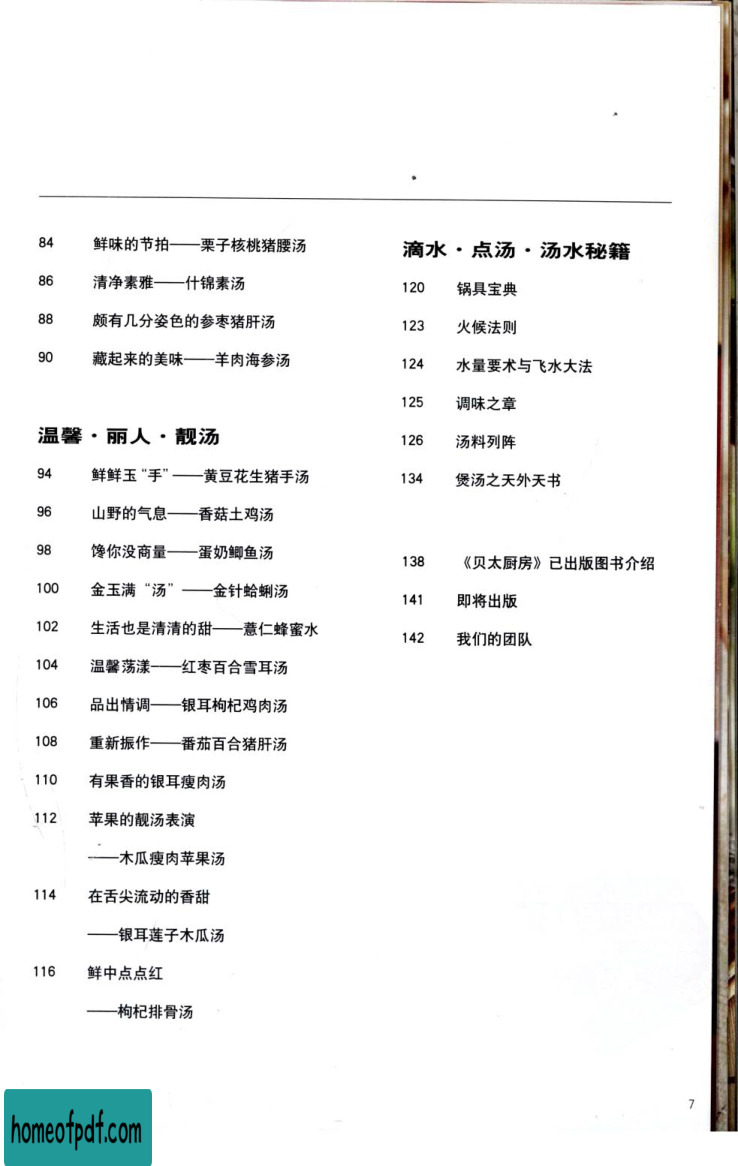 84 鲜味的节拍——栗子核桃猪腰汤
86 清净素雅——什锦素汤
88 颇有几分姿色的参枣猪肝汤
90 藏起来的美味——羊肉海参汤
温馨·丽人·靓汤
94 鲜鲜玉“手”——黄豆花生猪手汤
96 山野的气息——香菇土鸡汤
98 馋你没商量——蛋奶鲫鱼汤
100 金玉满“汤”——金针蛤蜊汤
102 生活也是清清的甜——薏仁蜂蜜水
104 温馨荡漾——红枣百合雪耳汤
106 品出情调——银耳枸杞鸡肉汤
108 重新振作——番茄百合猪肝汤
110 有果香的银耳瘦肉汤
112 苹果的靓汤表演
——木瓜瘦肉苹果汤
114 在舌尖流动的香甜
——银耳莲子木瓜汤
116 鲜中点点红
——枸杞排骨汤
滴水·点汤·汤水秘籍
120 锅具宝典
123 火候法则
124 水量要术与飞水大法
125 调味之章
126 汤料列阵
134 煲汤之天外天书
138 《贝太厨房》已出版图书介绍
141 即将出版
142 我们的团队
7
homeofpdf.com